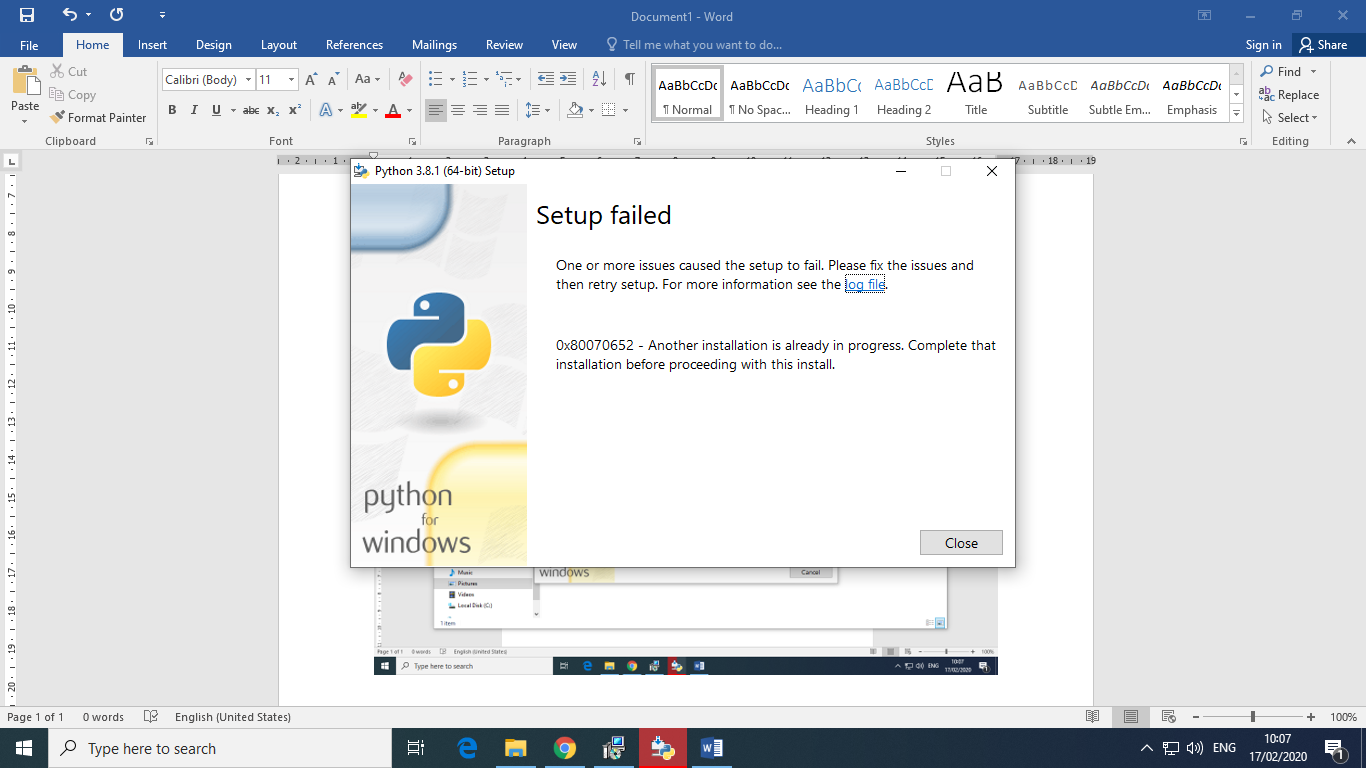 Document1 - Word
File Home Insert Design Layout References Mailings Review View Tell me what you want to do... Sign in Share
Paste
Cut
Copy
Format Painter
Calibri (Body) 11
AaBbCcDc AaBbCcDc AaBbCc AaBbCcD AaB AaBbCcD AaBbCcDc AaBbCcDc
¶ Normal ¶ No Spac... Heading 1 Heading 2 Title Subtitle Subtle Em... Emphasis
Find
Replace
Select
Clipboard Font Paragraph Styles Editing
Python 3.8.1 (64-bit) Setup
Setup failed
One or more issues caused the setup to fail. Please fix the issues and
then retry setup. For more information see the log file.
0x80070652 - Another installation is already in progress. Complete that
installation before proceeding with this install.
python
for
windows
Close
Music
Pictures
Videos
Local Disk (C:)
1 item
windows
Cancel
Page 1 of 1 0 words English (United States) 100%
Type here to search
ENG 10:07
17/02/2020
Page 1 of 1 0 words English (United States) 100%
Type here to search
ENG 10:07
17/02/2020